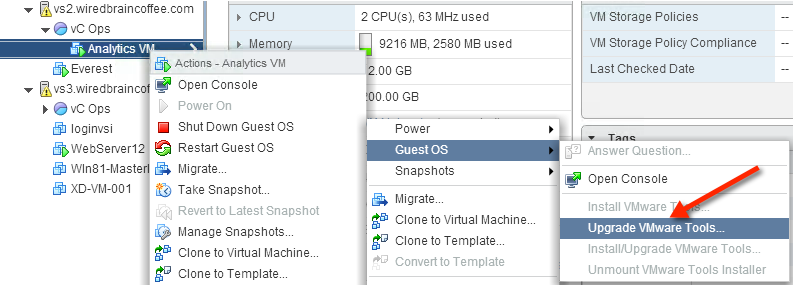 vs2.wiredbraincoffee.com
vC Ops
Analytics VM
Everest
vs3.wiredbraincof
vC Ops
loginvsi
WebServer12
WIn81-Masterl
XD-VM-001
CPU
2 CPU(s), 63 MHz used
Memory
9216 MB, 2580 MB used
2.00 GB
200.00 GB
VM Storage Policies
--
VM Storage Policy Compliance
--
Last Checked Date
--
Tags
Actions - Analytics VM
Open Console
Power On
Shut Down Guest OS
Restart Guest OS
Migrate...
Take Snapshot...
Revert to Latest Snapshot
Manage Snapshots...
Clone to Virtual Machine...
Clone to Template...
Power
Guest OS
Snapshots
Migrate...
Clone to Virtual Machine...
Clone to Template...
Convert to Template
Answer Question...
Open Console
Install VMware Tools...
Upgrade VMware Tools...
Install/Upgrade VMware Tools...
Unmount VMware Tools Installer